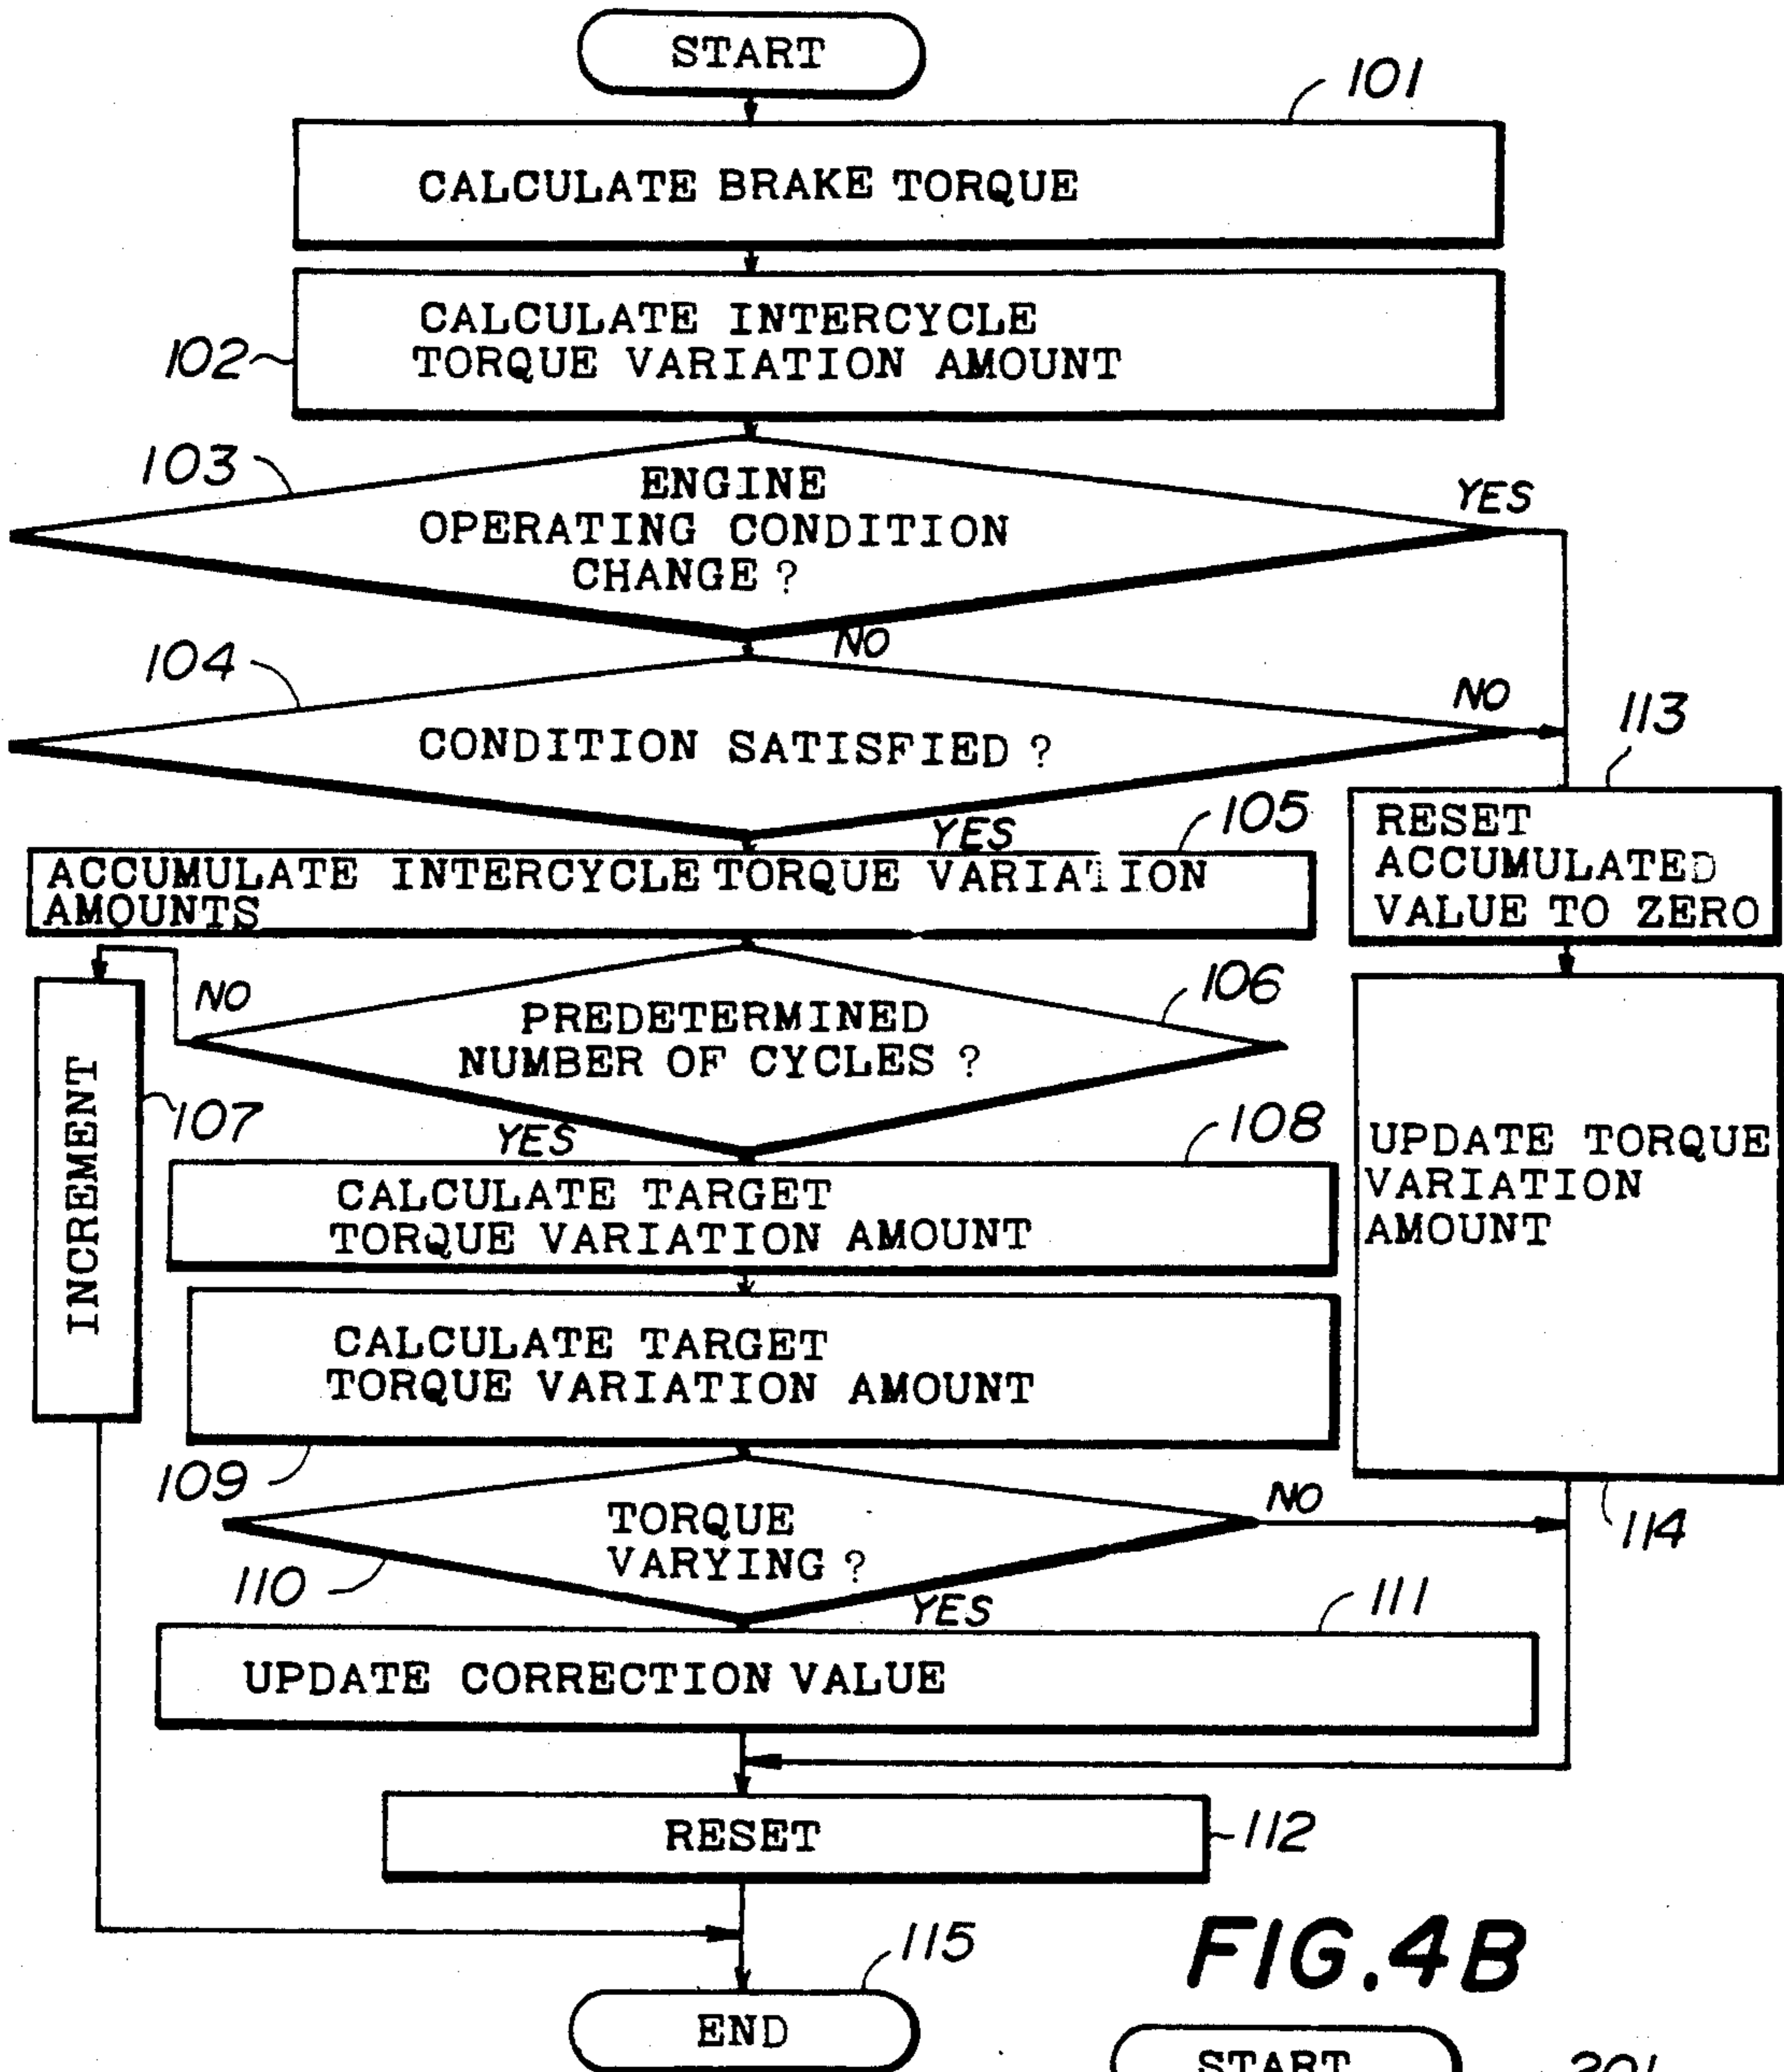 START
101
CALCULATE BRAKE TORQUE
102
CALCULATE INTERCYCLE
TORQUE VARIATION AMOUNT
103
ENGINE
OPERATING CONDITION
CHANGE ?
YES
NO
104
CONDITION SATISFIED ?
NO
113
YES
105
RESET
ACCUMULATED
VALUE TO ZERO
ACCUMULATE INTERCYCLE TORQUE VARIATION
AMOUNTS
NO
106
PREDETERMINED
NUMBER OF CYCLES ?
INCREMENT
107
YES
108
UPDATE TORQUE
VARIATION
AMOUNT
CALCULATE TARGET
TORQUE VARIATION AMOUNT
CALCULATE TARGET
TORQUE VARIATION AMOUNT
109
NO
114
TORQUE
VARYING ?
110
YES
111
UPDATE CORRECTION VALUE
RESET
112
115
FIG.4B
END
START
201